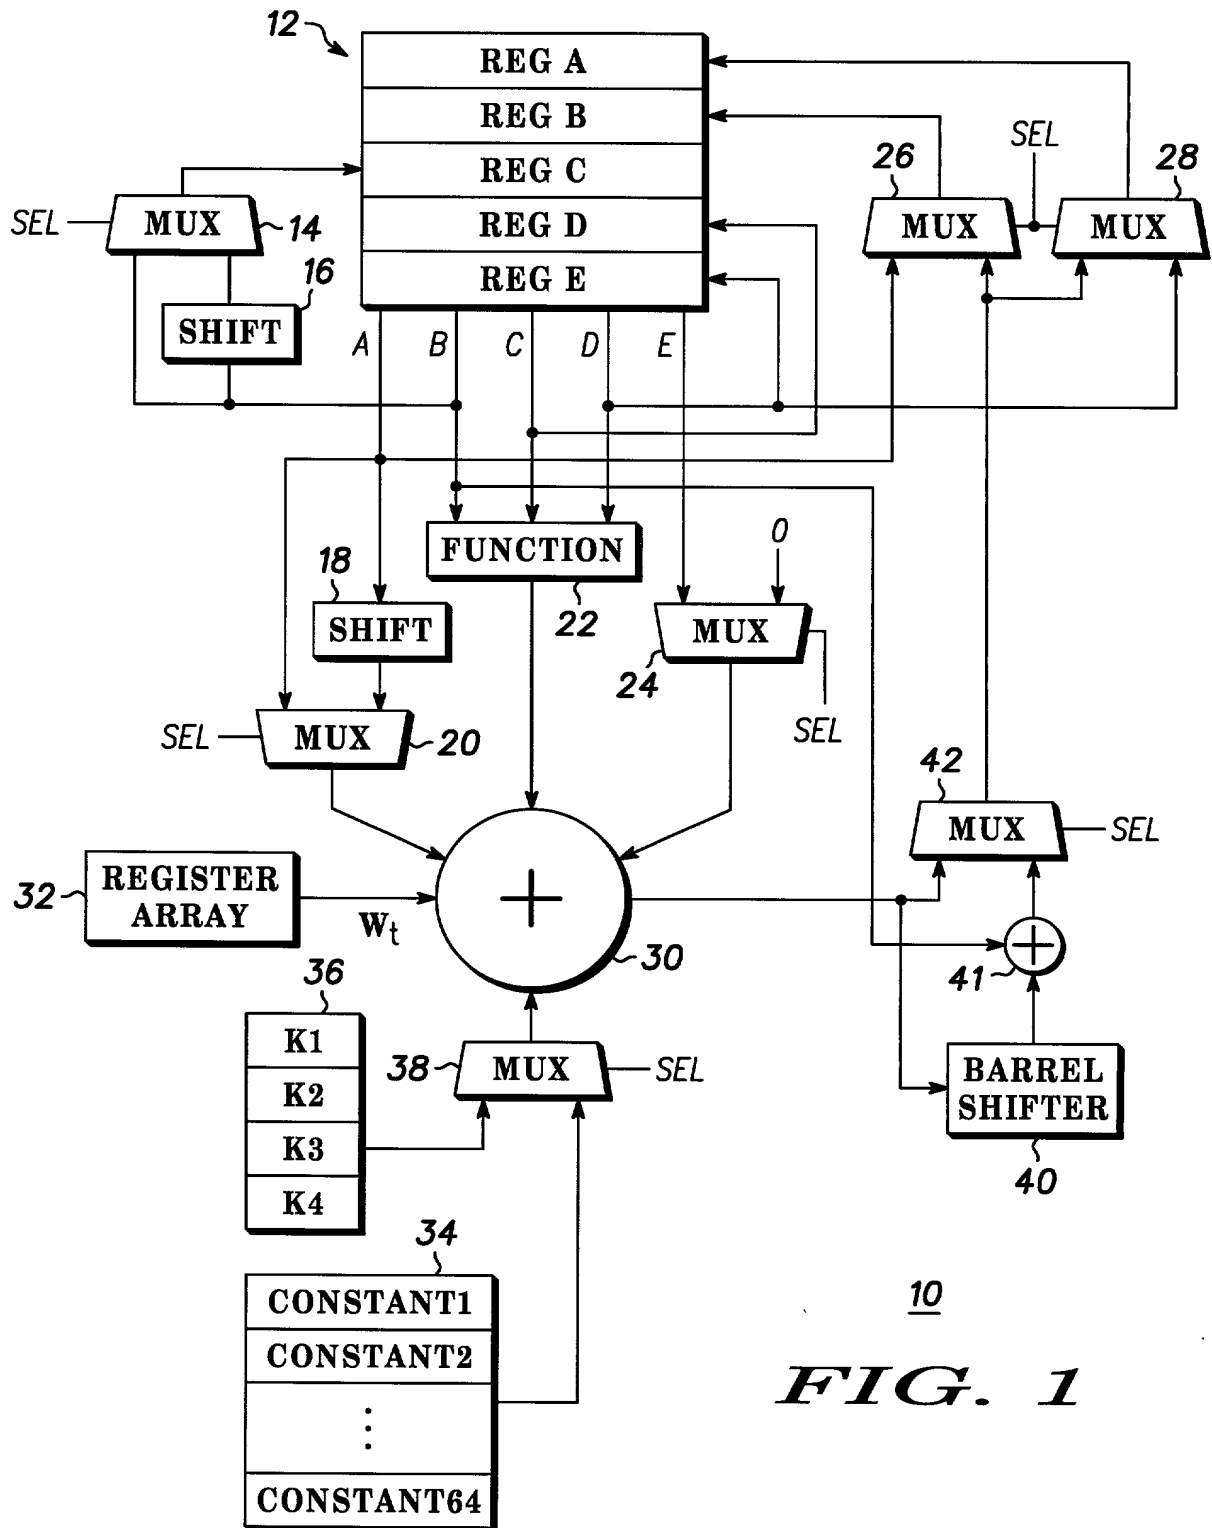 12
REG A
REG B
REG C
REG D
REG E
SEL
MUX
14
16
SHIFT
26
SEL
28
MUX
MUX
A
B
C
D
E
0
18
SHIFT
FUNCTION
22
MUX
24
SEL
SEL
MUX
20
42
MUX
SEL
32
REGISTER
ARRAY
Wt
+
30
+
41
36
K1
K2
K3
K4
38
MUX
SEL
BARREL
SHIFTER
40
34
CONSTANT1
CONSTANT2
⋮
CONSTANT64
10
FIG. 1